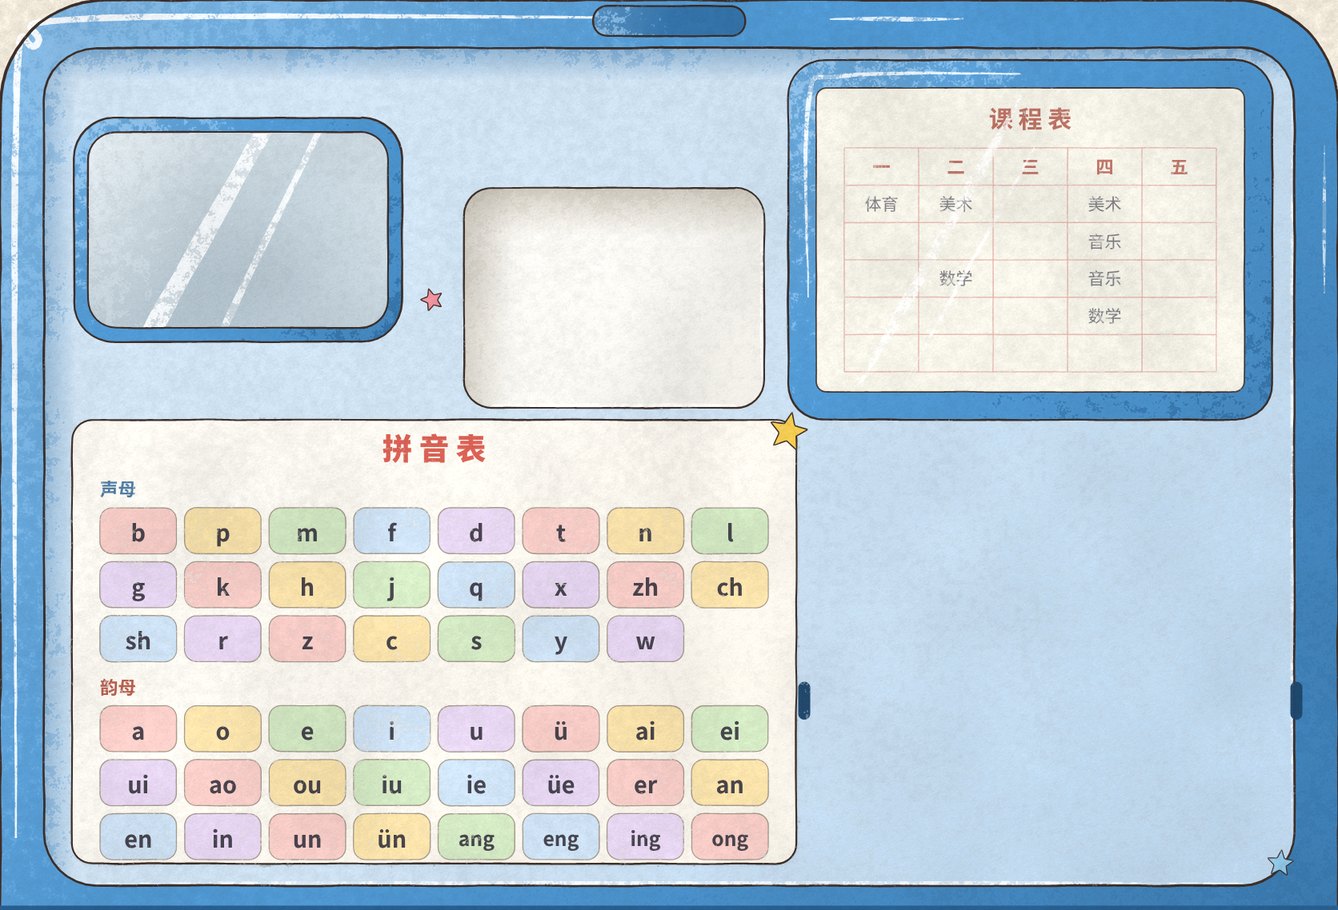 课程表
一 二 三 四 五
体育 美术 美术
音乐
数学 音乐
数学
拼音表
声母
b p m f d t n l
g k h j q x zh ch
sh r z c s y w
韵母
a o e i u ü ai ei
ui ao ou iu ie üe er an
en in un ün ang eng ing ong